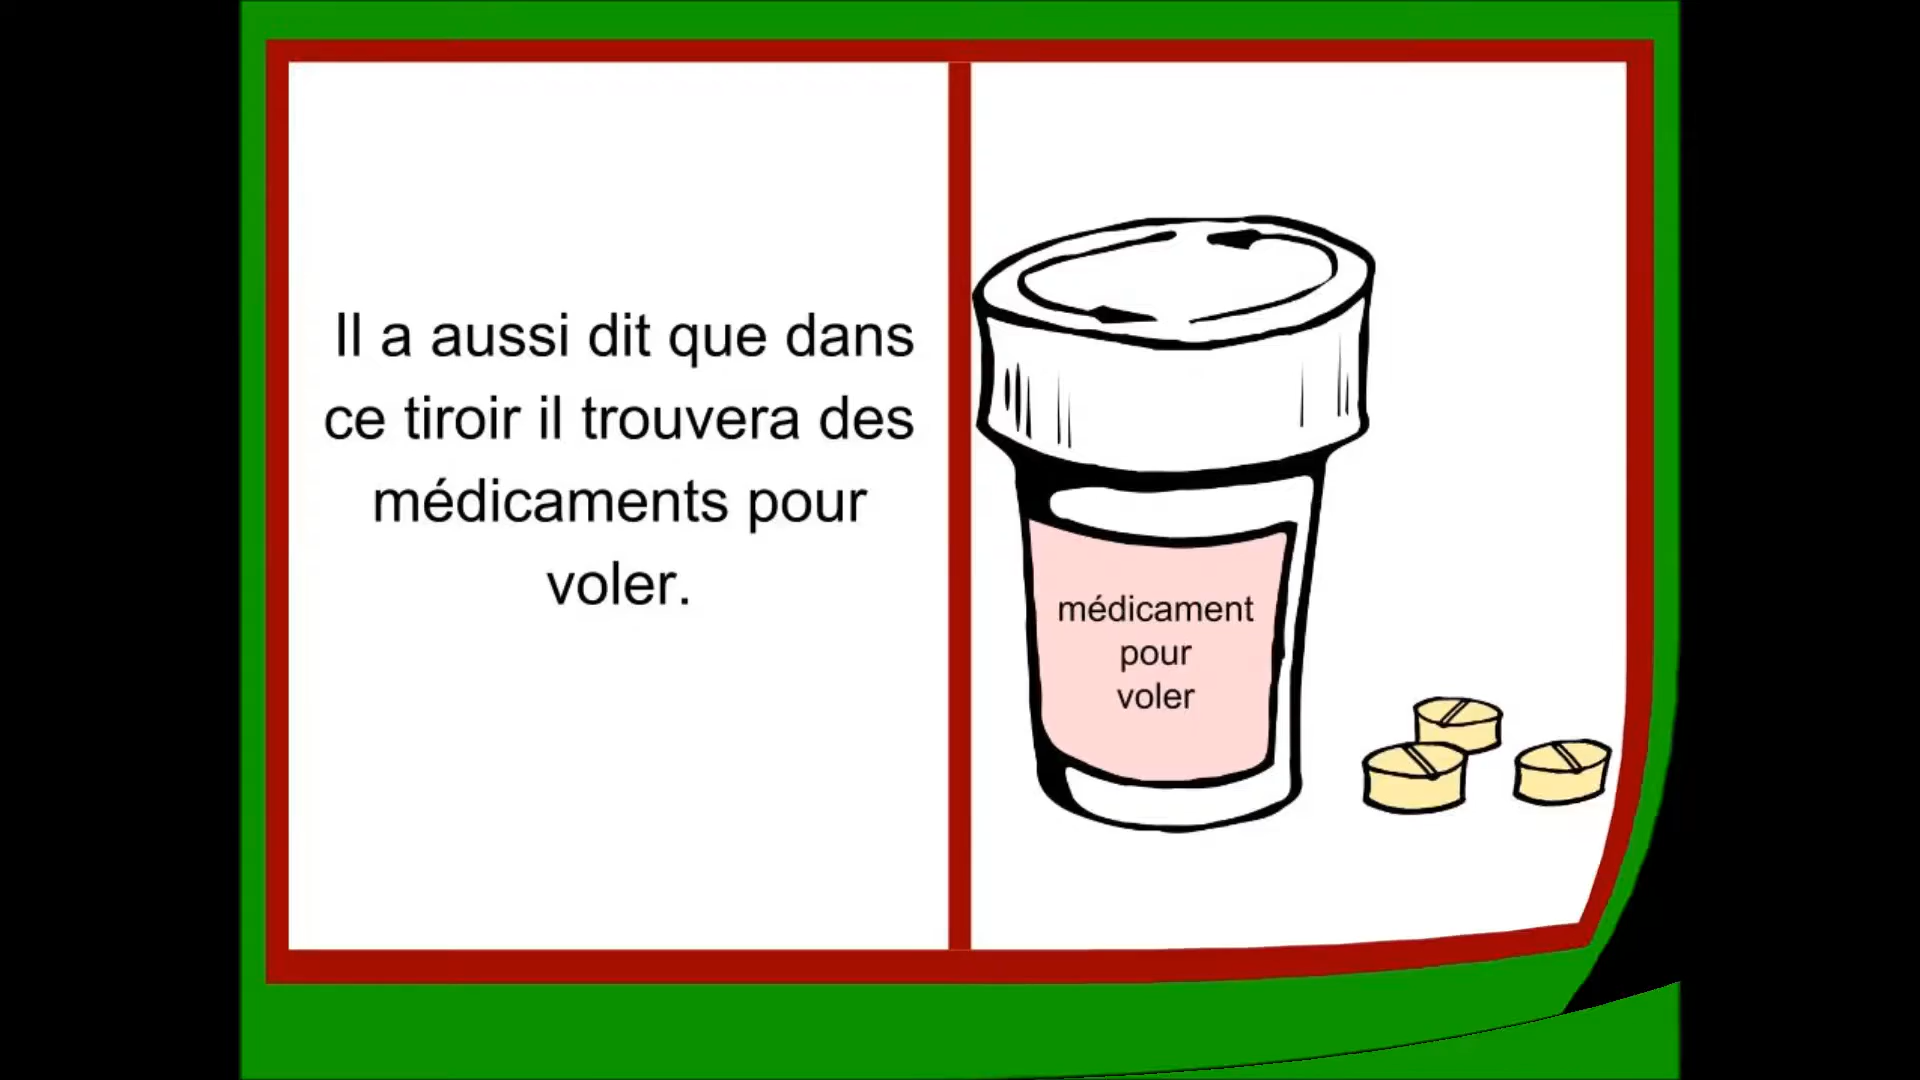 Il a aussi dit que dans
ce tiroir il trouvera des
médicaments pour
voler.
médicament
pour
voler